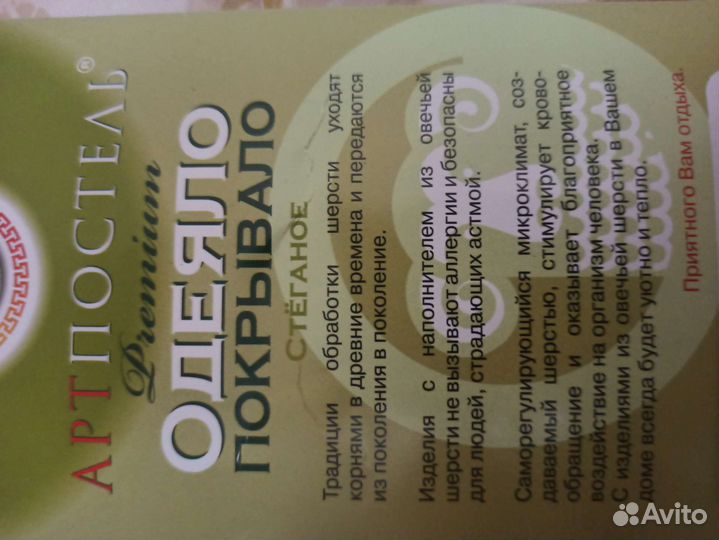 АРТПОСТЕЛЬ®
Premium
ОДЕЯЛО
ПОКРЫВАЛО
СТЁГАНОЕ
Традиции обработки шерсти уходят
корнями в древние времена и передаются
из поколения в поколение.
Изделия с наполнителем из овечьей
шерсти не вызывают аллергии и безопасны
для людей, страдающих астмой.
Саморегулирующийся микроклимат, соз-
даваемый шерстью, стимулирует крово-
обращение и оказывает благоприятное
воздействие на организм человека.
С изделиями из овечьей шерсти в Вашем
доме всегда будет уютно и тепло.
Приятного Вам отдыха.
Avito